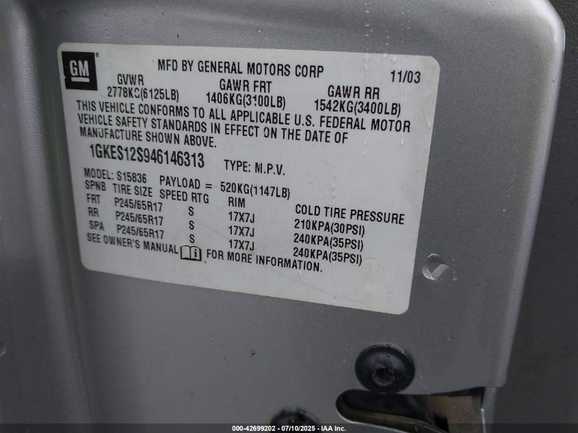 GM
MFD BY GENERAL MOTORS CORP 11/03
GVWR GAWR FRT GAWR RR
2778KG(6125LB) 1406KG(3100LB) 1542KG(3400LB)
THIS VEHICLE CONFORMS TO ALL APPLICABLE U.S. FEDERAL MOTOR
VEHICLE SAFETY STANDARDS IN EFFECT ON THE DATE OF
MANUFACTURE SHOWN ABOVE.
1GKES12S946146313 TYPE: M.P.V.
MODEL: S15836 PAYLOAD = 520KG(1147LB)
SPNB TIRE SIZE SPEED RTG RIM COLD TIRE PRESSURE
FRT P245/65R17 S 17X7J 210KPA(30PSI)
RR P245/65R17 S 17X7J 240KPA(35PSI)
SPA P245/65R17 S 17X7J 240KPA(35PSI)
SEE OWNER'S MANUAL FOR MORE INFORMATION.
000-42699202 - 07/10/2025 - IAA Inc.